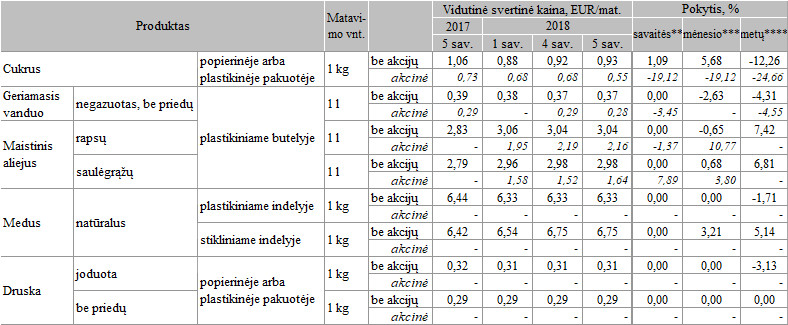 Produktas Matavi- Vidutinė svertinė kaina, EUR/mat. Pokytis, %
mo vnt. 2017 2018 savaitės** mėnesio*** metų****
5 sav. 1 sav. 4 sav. 5 sav.
Cukrus popierinėje arba plastikinėje pakuotėje 1 kg be akcijų 1,06 0,88 0,92 0,93 1,09 5,68 -12,26
akcinė 0,73 0,68 0,68 0,55 -19,12 -19,12 -24,66
Geriamasis vanduo negazuotas, be priedų plastikiniame butelyje 1 l be akcijų 0,39 0,38 0,37 0,37 0,00 -2,63 -4,31
akcinė 0,29 - 0,29 0,28 -3,45 - -4,55
Maistinis aliejus rapsų 1 l be akcijų 2,83 3,06 3,04 3,04 0,00 -0,65 7,42
akcinė - 1,95 2,19 2,16 -1,37 10,77 -
saulėgrąžų 1 l be akcijų 2,79 2,96 2,98 2,98 0,00 0,68 6,81
akcinė - 1,58 1,52 1,64 7,89 3,80 -
Medus natūralus plastikiniame indelyje 1 kg be akcijų 6,44 6,33 6,33 6,33 0,00 0,00 -1,71
akcinė - - - - - - -
stikliniame indelyje 1 kg be akcijų 6,42 6,54 6,75 6,75 0,00 3,21 5,14
akcinė - - - - - - -
Druska joduota popierinėje arba plastikinėje pakuotėje 1 kg be akcijų 0,32 0,31 0,31 0,31 0,00 0,00 -3,13
akcinė - - - - - - -
be priedų 1 kg be akcijų 0,29 0,29 0,29 0,29 0,00 0,00 0,00
akcinė - - - - - - -